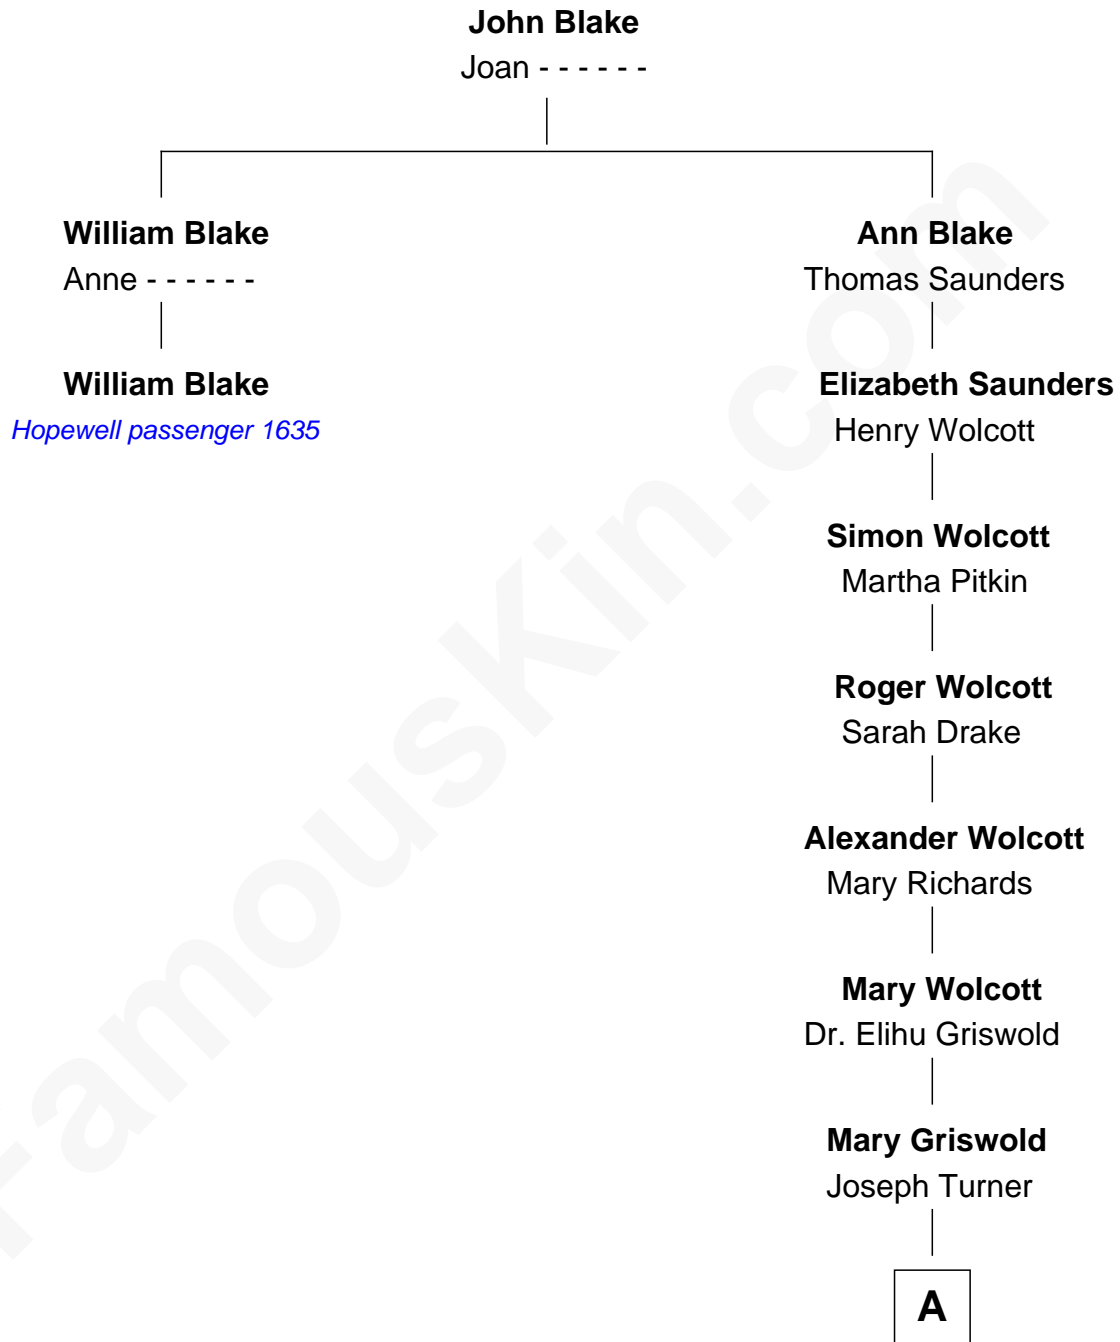 John Blake
Joan - - - - - -
William Blake
Anne - - - - - -
William Blake
Hopewell passenger 1635
Ann Blake
Thomas Saunders
Elizabeth Saunders
Henry Wolcott
Simon Wolcott
Martha Pitkin
Roger Wolcott
Sarah Drake
Alexander Wolcott
Mary Richards
Mary Wolcott
Dr. Elihu Griswold
Mary Griswold
Joseph Turner
A
FamousKin.com